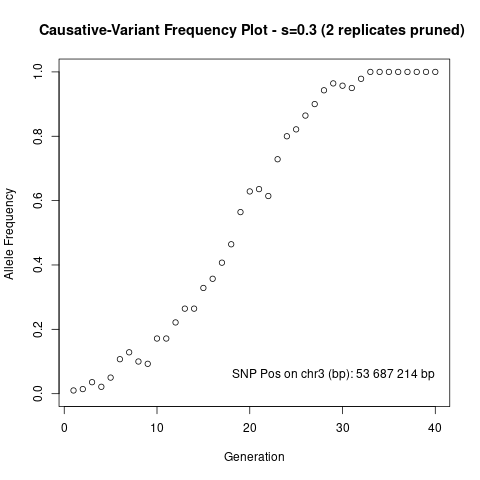 Causative-Variant Frequency Plot - s=0.3 (2 replicates pruned)
Allele Frequency
1.0
0.8
0.6
0.4
0.2
0.0
SNP Pos on chr3 (bp): 53 687 214 bp
0 10 20 30 40
Generation